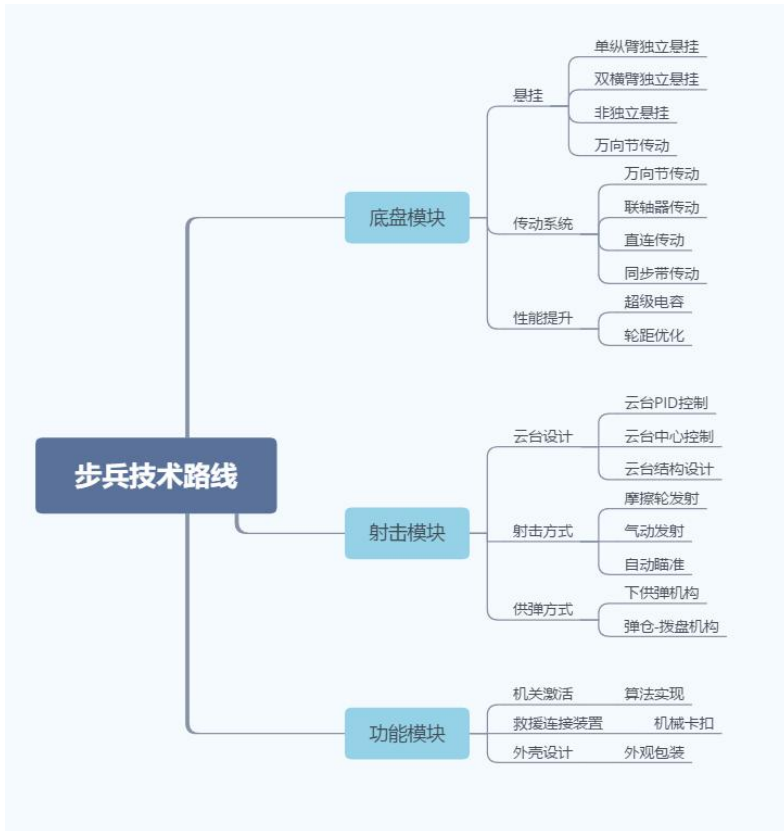 步兵技术路线
底盘模块
悬挂
单纵臂独立悬挂
双横臂独立悬挂
非独立悬挂
万向节传动
传动系统
万向节传动
联轴器传动
直连传动
同步带传动
性能提升
超级电容
轮距优化
射击模块
云台设计
云台PID控制
云台中心控制
云台结构设计
射击方式
摩擦轮发射
气动发射
自动瞄准
供弹方式
下供弹机构
弹仓-拨盘机构
功能模块
机关激活 算法实现
救援连接装置 机械卡扣
外壳设计 外观包装